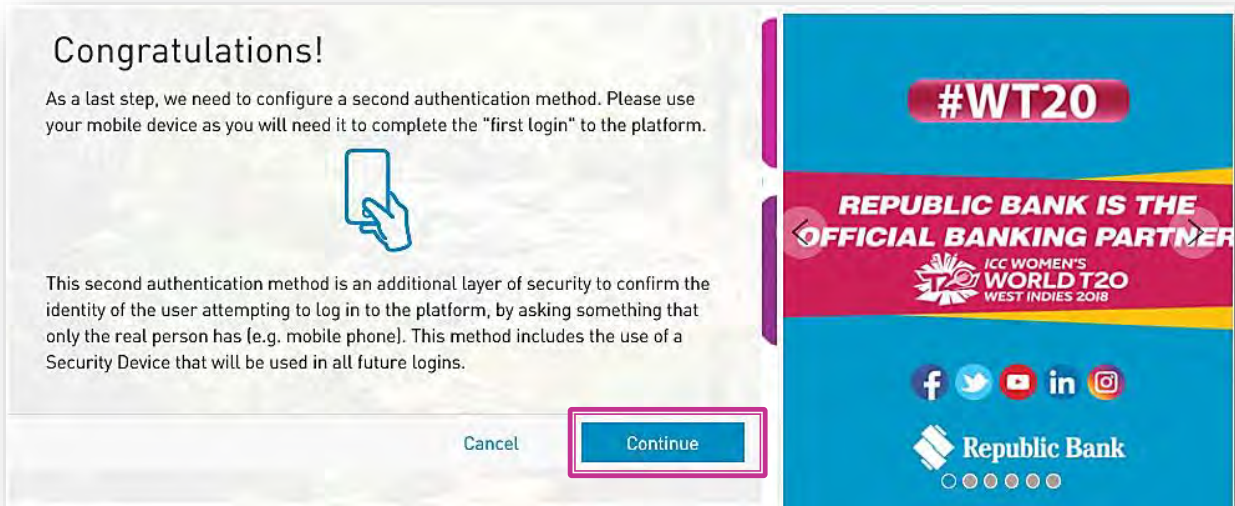 Congratulations!
As a last step, we need to configure a second authentication method. Please use
your mobile device as you will need it to complete the "first login" to the platform.
This second authentication method is an additional layer of security to confirm the
identity of the user attempting to log in to the platform, by asking something that
only the real person has (e.g. mobile phone). This method includes the use of a
Security Device that will be used in all future logins.
Cancel
Continue
#WT20
REPUBLIC BANK IS THE
OFFICIAL BANKING PARTNER
T20
ICC WOMEN'S
WORLD T20
WEST INDIES 2018
f
in
Republic Bank